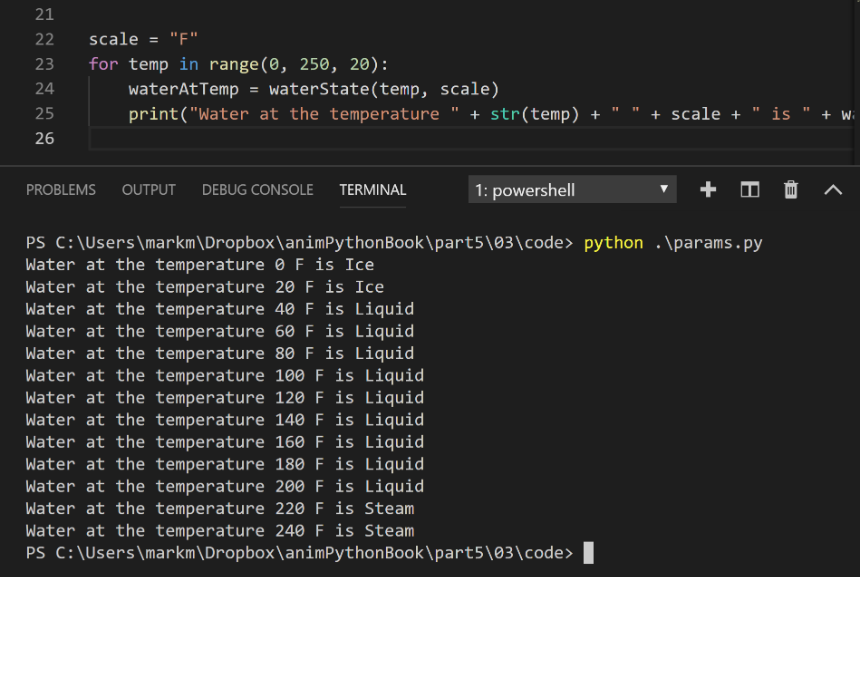 21
22 scale = "F"
23 for temp in range(0, 250, 20):
24 waterAtTemp = waterState(temp, scale)
25 print("Water at the temperature " + str(temp) + " " + scale + " is " +
26
PROBLEMS OUTPUT DEBUG CONSOLE TERMINAL 1: powershell
PS C:\Users\markm\Dropbox\animPythonBook\part5\03\code> python .\params.py
Water at the temperature 0 F is Ice
Water at the temperature 20 F is Ice
Water at the temperature 40 F is Liquid
Water at the temperature 60 F is Liquid
Water at the temperature 80 F is Liquid
Water at the temperature 100 F is Liquid
Water at the temperature 120 F is Liquid
Water at the temperature 140 F is Liquid
Water at the temperature 160 F is Liquid
Water at the temperature 180 F is Liquid
Water at the temperature 200 F is Liquid
Water at the temperature 220 F is Steam
Water at the temperature 240 F is Steam
PS C:\Users\markm\Dropbox\animPythonBook\part5\03\code>